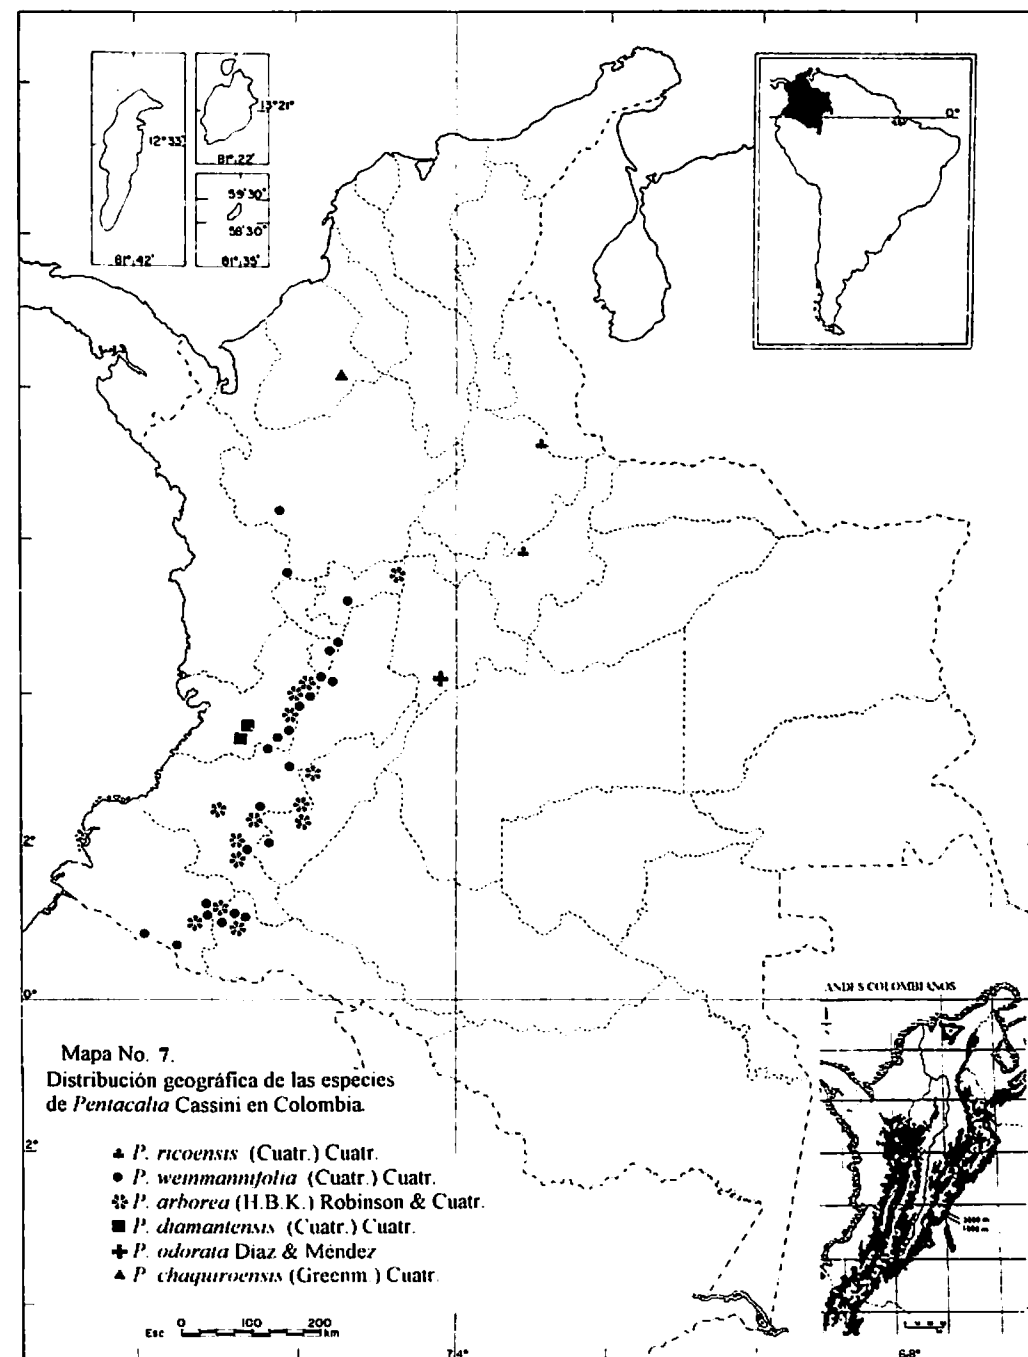 12°33'
81°,42'
13°21'
81°,22'
59'30"
58'30"
81°,35'
0°
2°
0°
2°
ANDES COLOMBIANOS
Mapa No. 7.
Distribución geográfica de las especies
de Pentacalia Cassini en Colombia.
P. ricoensis (Cuatr.) Cuatr.
P. weinmannifolia (Cuatr.) Cuatr.
P. arborea (H.B.K.) Robinson & Cuatr.
P. diamantensis (Cuatr.) Cuatr.
P. odorata Diaz & Méndez
P. chaquiroensis (Greenm.) Cuatr.
Esc 0 100 200 km
74°
68°